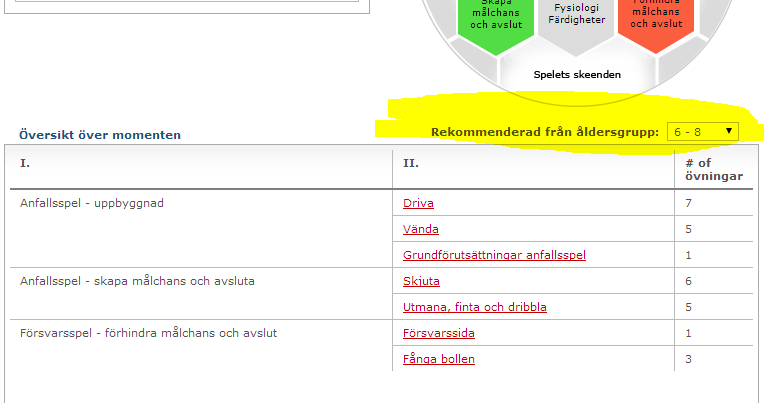 Skapa
målchans
och avslut
Fysiologi
Färdigheter
Förhindra
målchans
och avslut
Spelets skeenden
Översikt över momenten
Rekommenderad från åldersgrupp: 6 - 8
I. II. # of övningar
Anfallsspel - uppbyggnad Driva 7
Vända 5
Grundförutsättningar anfallsspel 1
Anfallsspel - skapa målchans och avsluta Skjuta 6
Utmana, finta och dribbla 5
Försvarsspel - förhindra målchans och avslut Försvarssida 1
Fånga bollen 3